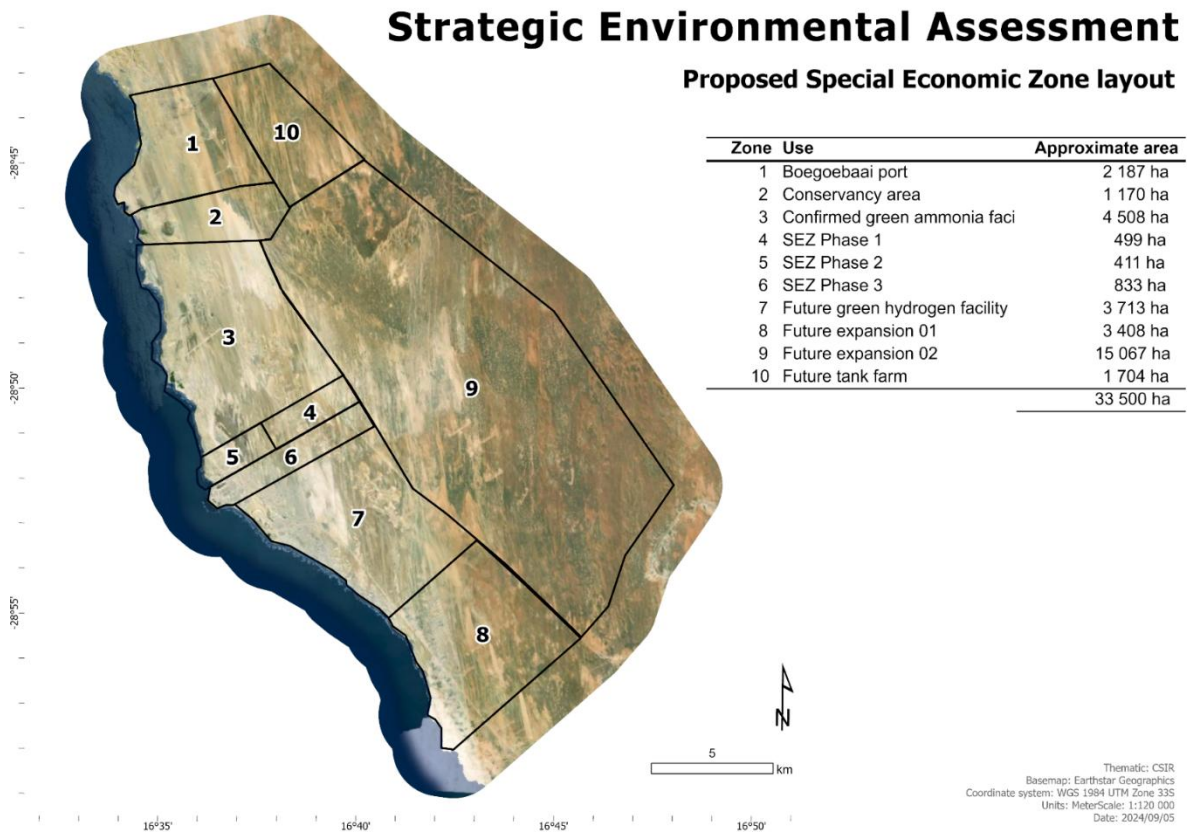 Strategic Environmental Assessment
Proposed Special Economic Zone layout
Zone Use Approximate area
1 Boegoebaai port 2 187 ha
2 Conservancy area 1 170 ha
3 Confirmed green ammonia faci 4 508 ha
4 SEZ Phase 1 499 ha
5 SEZ Phase 2 411 ha
6 SEZ Phase 3 833 ha
7 Future green hydrogen facility 3 713 ha
8 Future expansion 01 3 408 ha
9 Future expansion 02 15 067 ha
10 Future tank farm 1 704 ha
33 500 ha
10
1
2
3
9
4
5
6
7
8
-28°45'
-28°50'
-28°55'
16°35'
16°40'
16°45'
16°50'
N
5
km
Thematic: CSIR
Basemap: Earthstar Geographics
Coordinate system: WGS 1984 UTM Zone 33S
Units: MeterScale: 1:120 000
Date: 2024/09/05